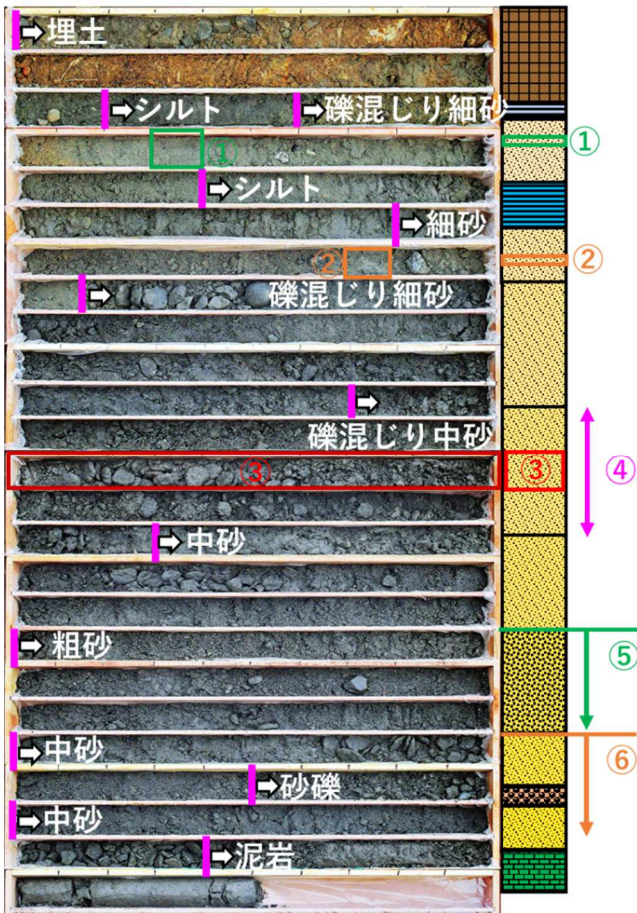 埋土
シルト
礫混じり細砂
①
①
シルト
細砂
②
②
礫混じり細砂
礫混じり中砂
③
③
④
中砂
粗砂
⑤
中砂
⑥
砂礫
中砂
泥岩